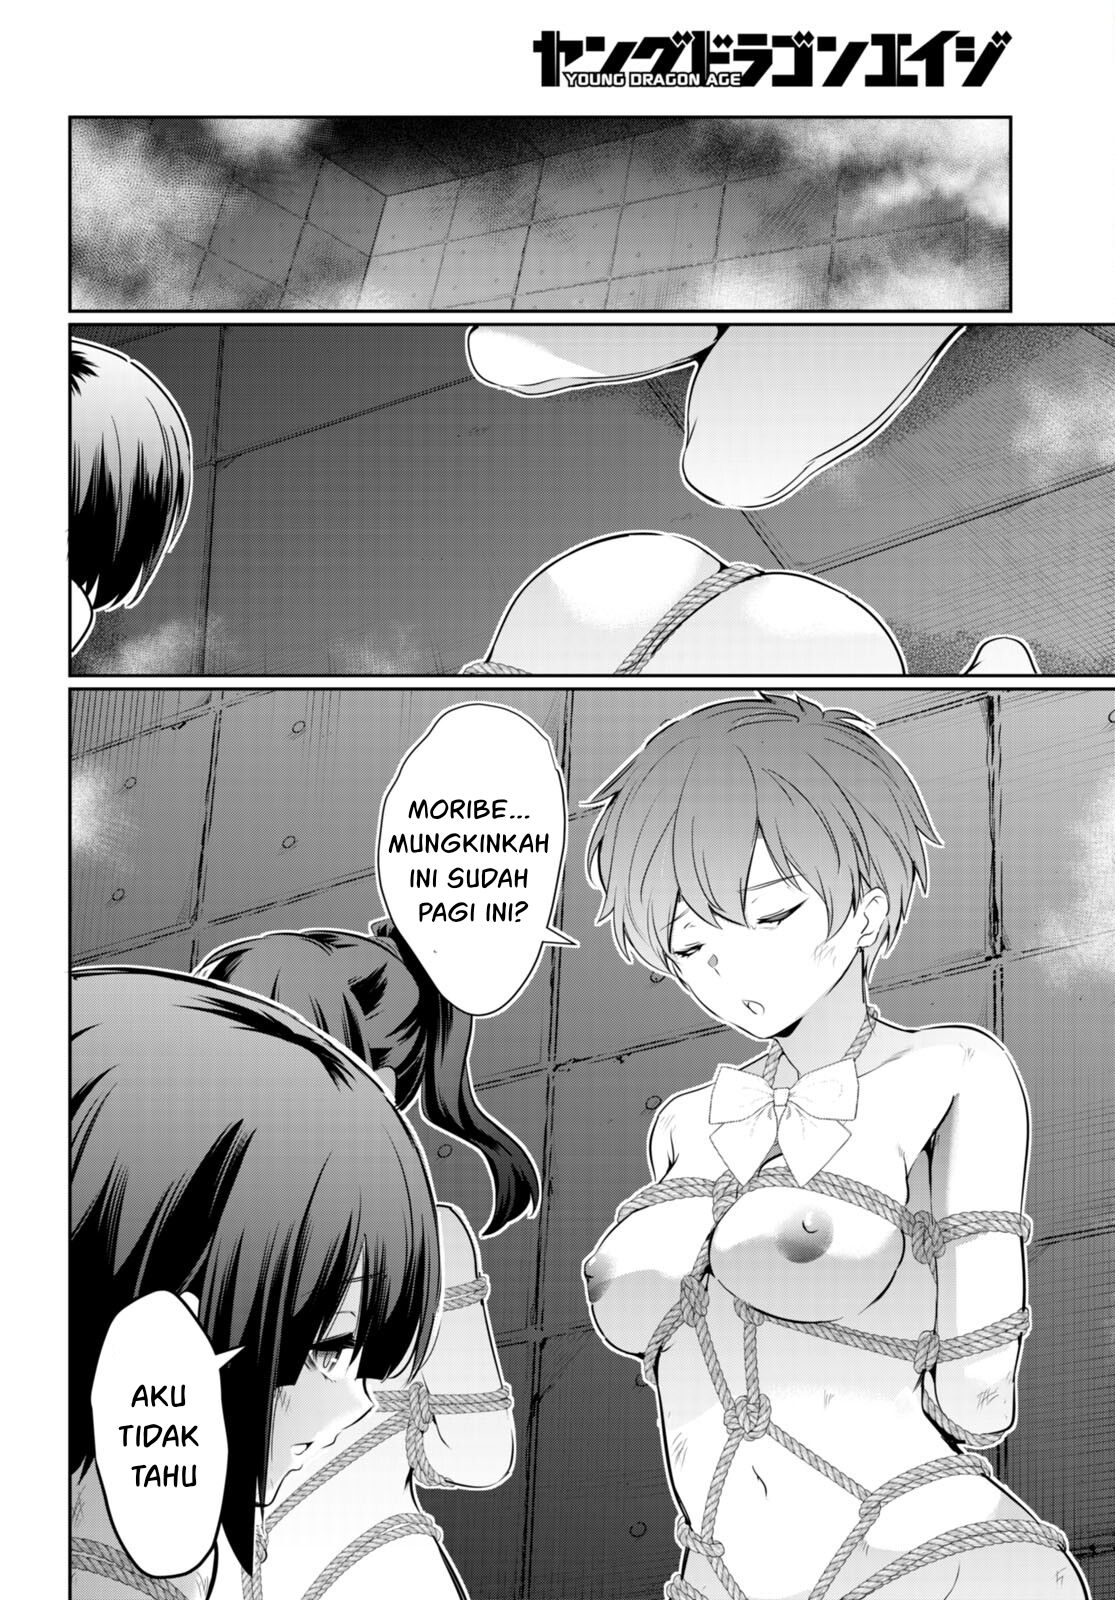 ヤングドラゴンエイジ
YOUNG DRAGON AGE
MORIBE...
MUNGKINKAH
INI SUDAH
PAGI INI?
AKU
TIDAK
TAHU